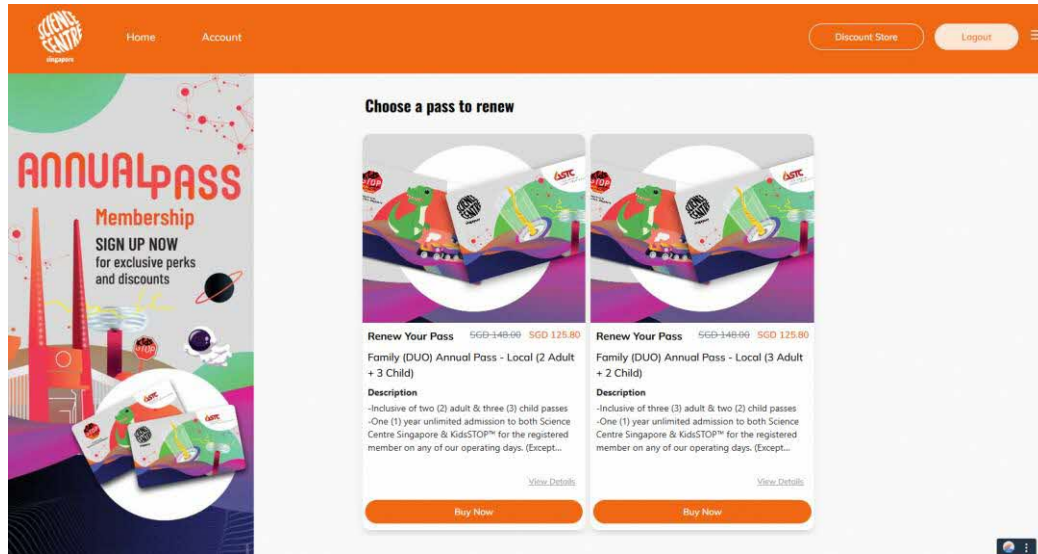 SCIENCE
CENTRE
singapore
Home
Account
Discount Store
Logout
ANNUALPASS
Membership
SIGN UP NOW
for exclusive perks
and discounts
Choose a pass to renew
Renew Your Pass SGD 148.00 SGD 125.80
Family (DUO) Annual Pass - Local (2 Adult
+ 3 Child)
Description
-Inclusive of two (2) adult & three (3) child passes
-One (1) year unlimited admission to both Science
Centre Singapore & KidsSTOP™ for the registered
member on any of our operating days. (Except...
View Details
Buy Now
Renew Your Pass SGD 148.00 SGD 125.80
Family (DUO) Annual Pass - Local (3 Adult
+ 2 Child)
Description
-Inclusive of three (3) adult & two (2) child passes
-One (1) year unlimited admission to both Science
Centre Singapore & KidsSTOP™ for the registered
member on any of our operating days. (Except...
View Details
Buy Now